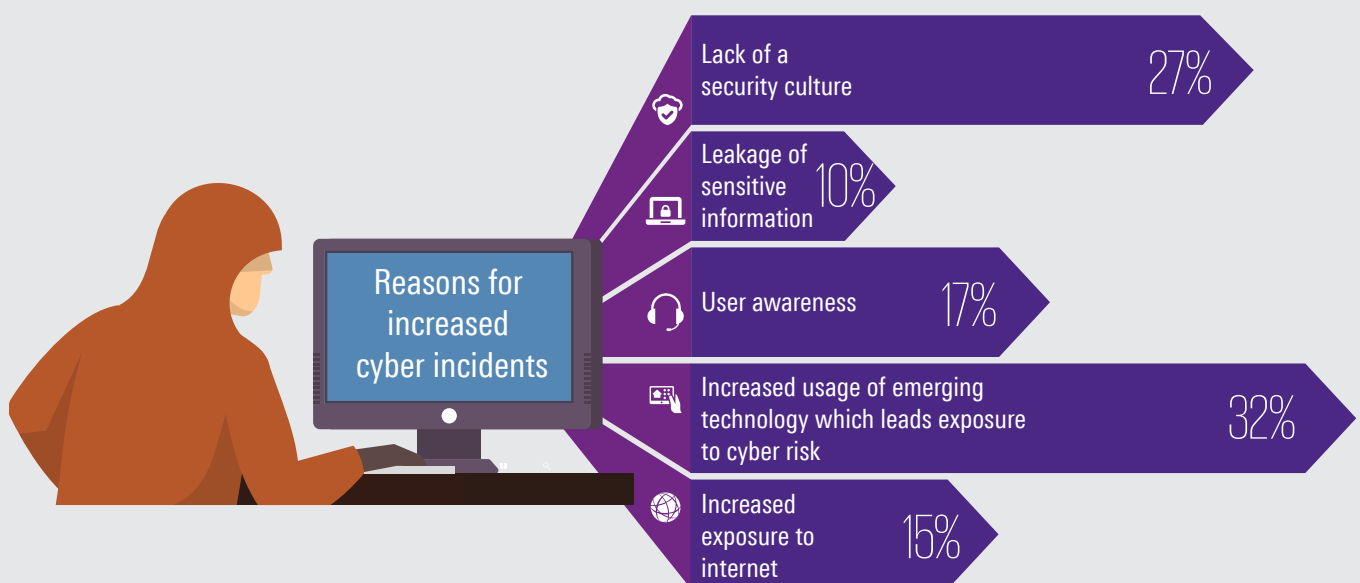 Reasons for
increased
cyber incidents
Lack of a
security culture
27%
Leakage of
sensitive
information
10%
User awareness
17%
Increased usage of emerging
technology which leads exposure
to cyber risk
32%
Increased
exposure to
internet
15%